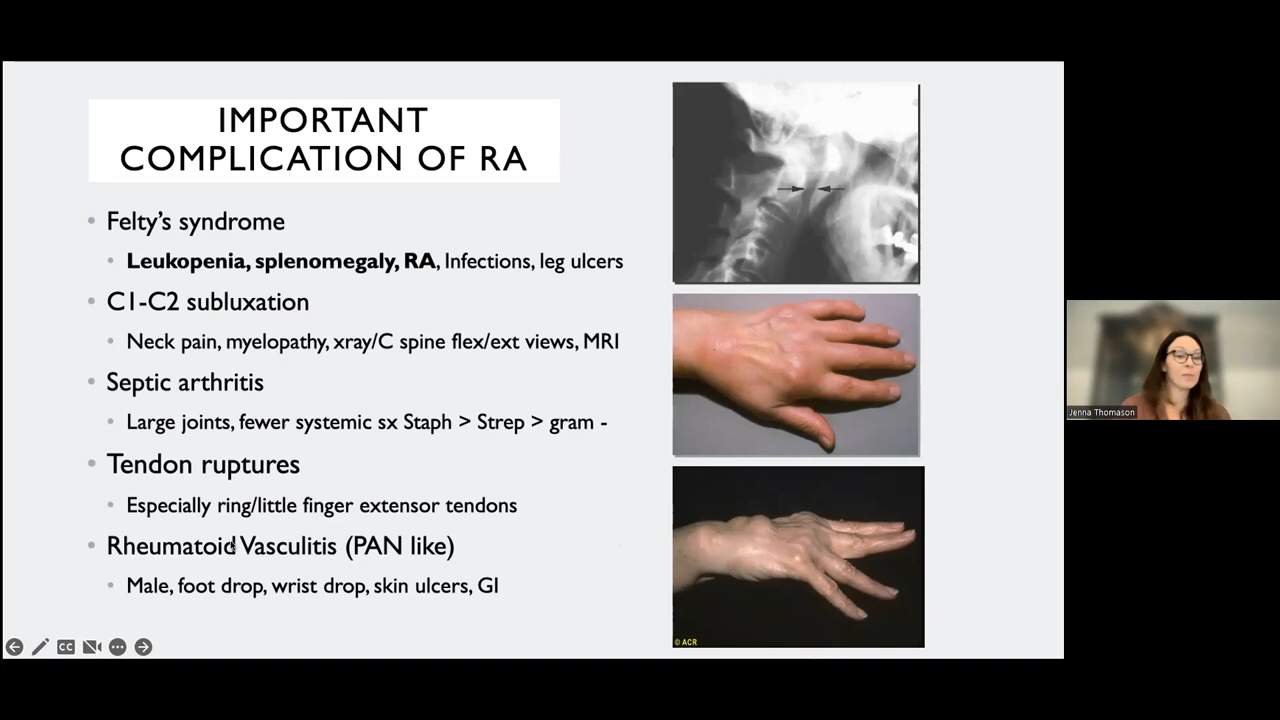 IMPORTANT
COMPLICATION OF RA
• Felty's syndrome
• Leukopenia, splenomegaly, RA, Infections, leg ulcers
• C1-C2 subluxation
• Neck pain, myelopathy, xray/C spine flex/ext views, MRI
• Septic arthritis
• Large joints, fewer systemic sx Staph > Strep > gram -
• Tendon ruptures
• Especially ring/little finger extensor tendons
• Rheumatoid Vasculitis (PAN like)
• Male, foot drop, wrist drop, skin ulcers, GI
© ACR
CC
Jenna Thomason